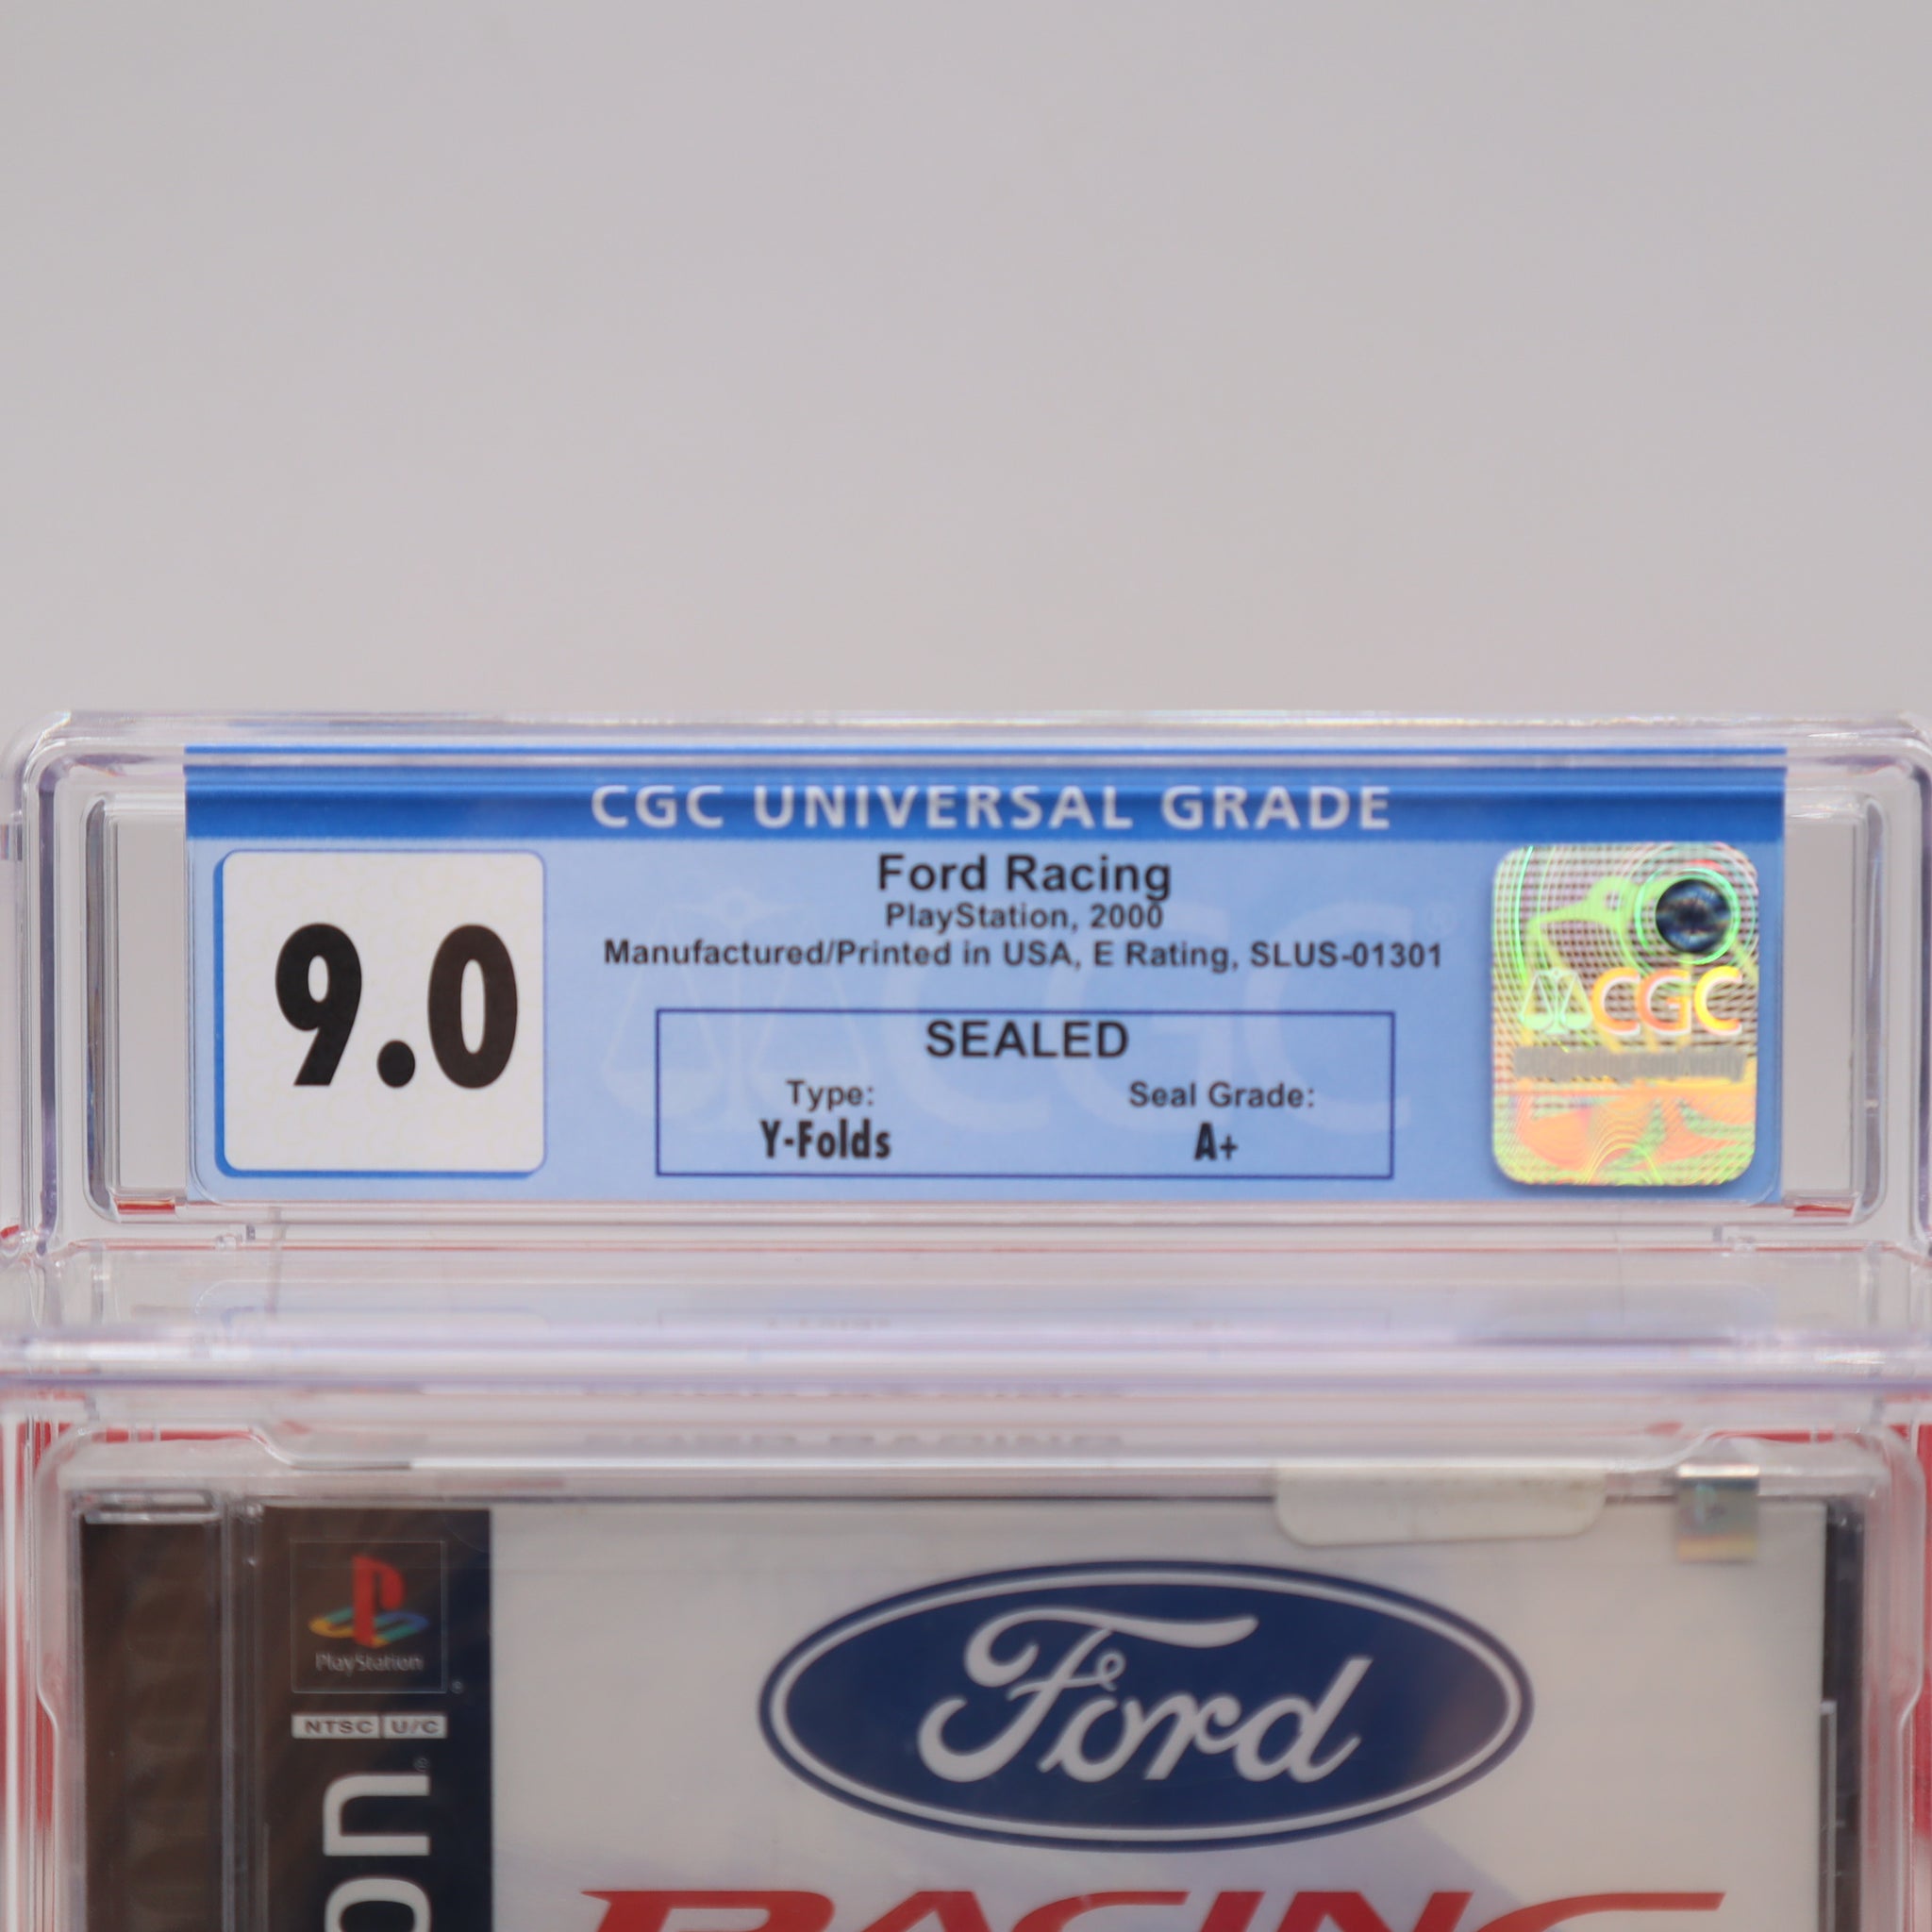 CGC UNIVERSAL GRADE
9.0
Ford Racing
PlayStation, 2000
Manufactured/Printed in USA, E Rating, SLUS-01301
SEALED
Type:
Seal Grade:
Y-Folds
A+
CGC
PlayStation
NTSC U/C
on
Ford
RACING